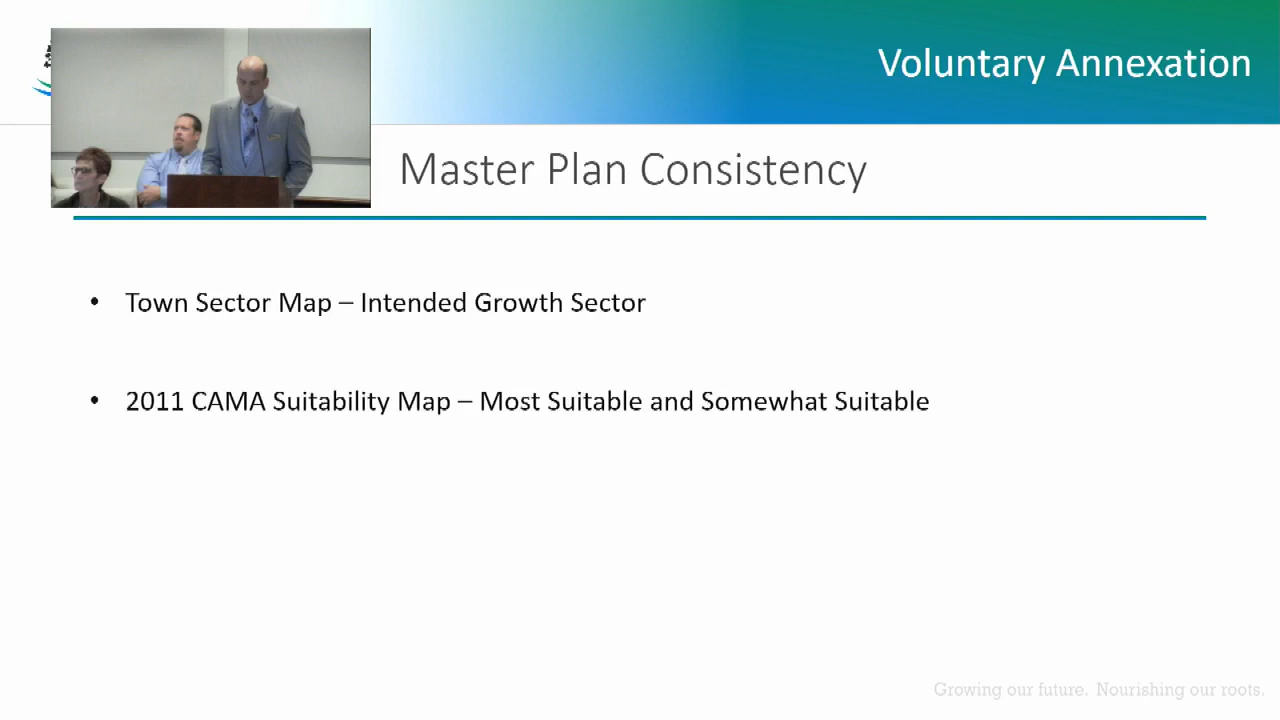 Voluntary Annexation
Master Plan Consistency
• Town Sector Map – Intended Growth Sector
• 2011 CAMA Suitability Map – Most Suitable and Somewhat Suitable
Growing our future. Nourishing our roots.